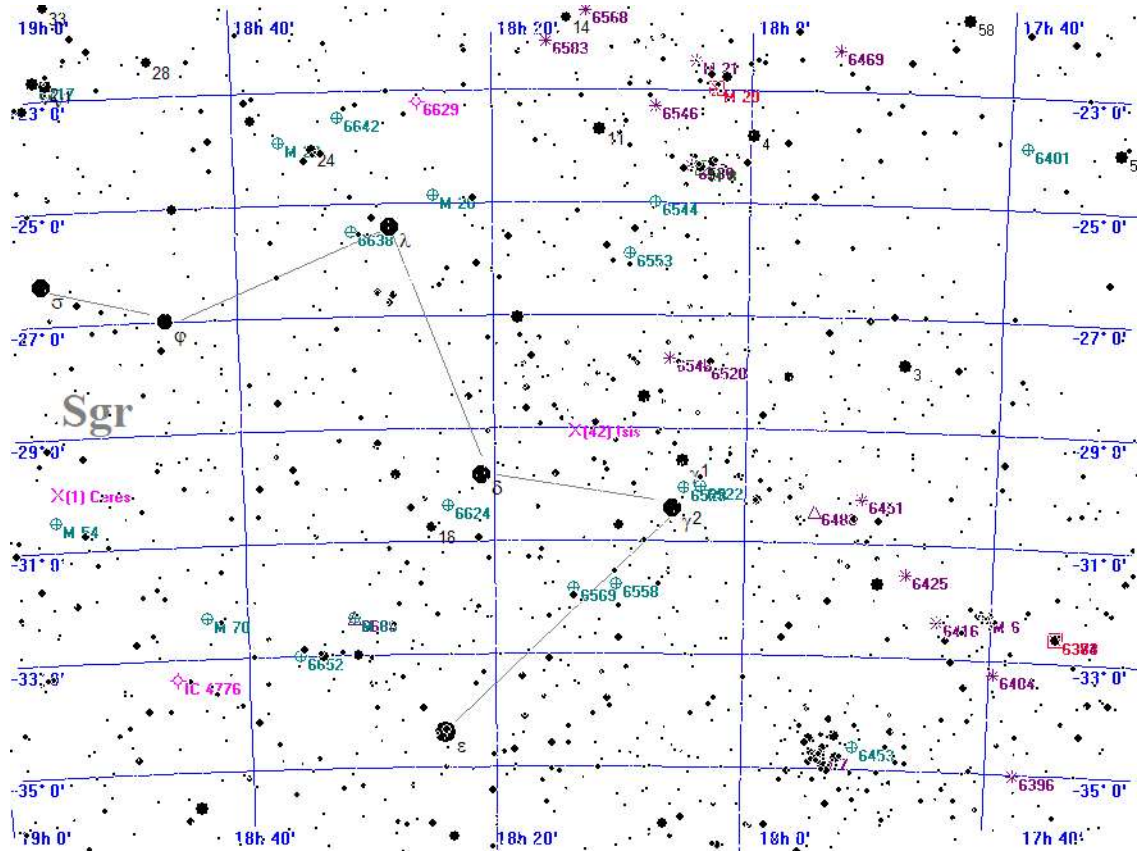 33
19h 0'
18h 40'
18h 20'
18h 0'
17h 40'
6568
14
6583
58
28
6469
-23° 0'
6629
M 20
-23° 0'
6642
6546
24
11
4
6401
5
-25° 0'
M 28
6544
-25° 0'
6638
λ
6553
σ
-27° 0'
φ
-27° 0'
6520
3
Sgr
(42) Isis
-29° 0'
-29° 0'
γ1
δ
(1) Ceres
6624
6451
γ2
M 54
18
-31° 0'
-31° 0'
6569
6558
6425
M 70
6416
M 6
6652
-33° 0'
-33° 0'
IC 4776
6404
ε
6453
-35° 0'
6396
-35° 0'
19h 0'
18h 40'
18h 20'
18h 0'
17h 40'